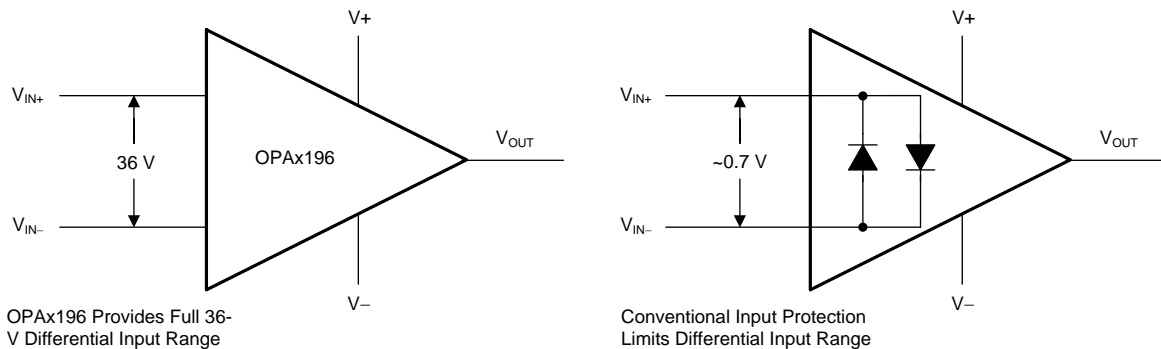 V+
VIN+
36 V
OPAx196
VOUT
VIN−
V−
OPAx196 Provides Full 36-
V Differential Input Range
V+
VIN+
~0.7 V
VOUT
VIN−
V−
Conventional Input Protection
Limits Differential Input Range